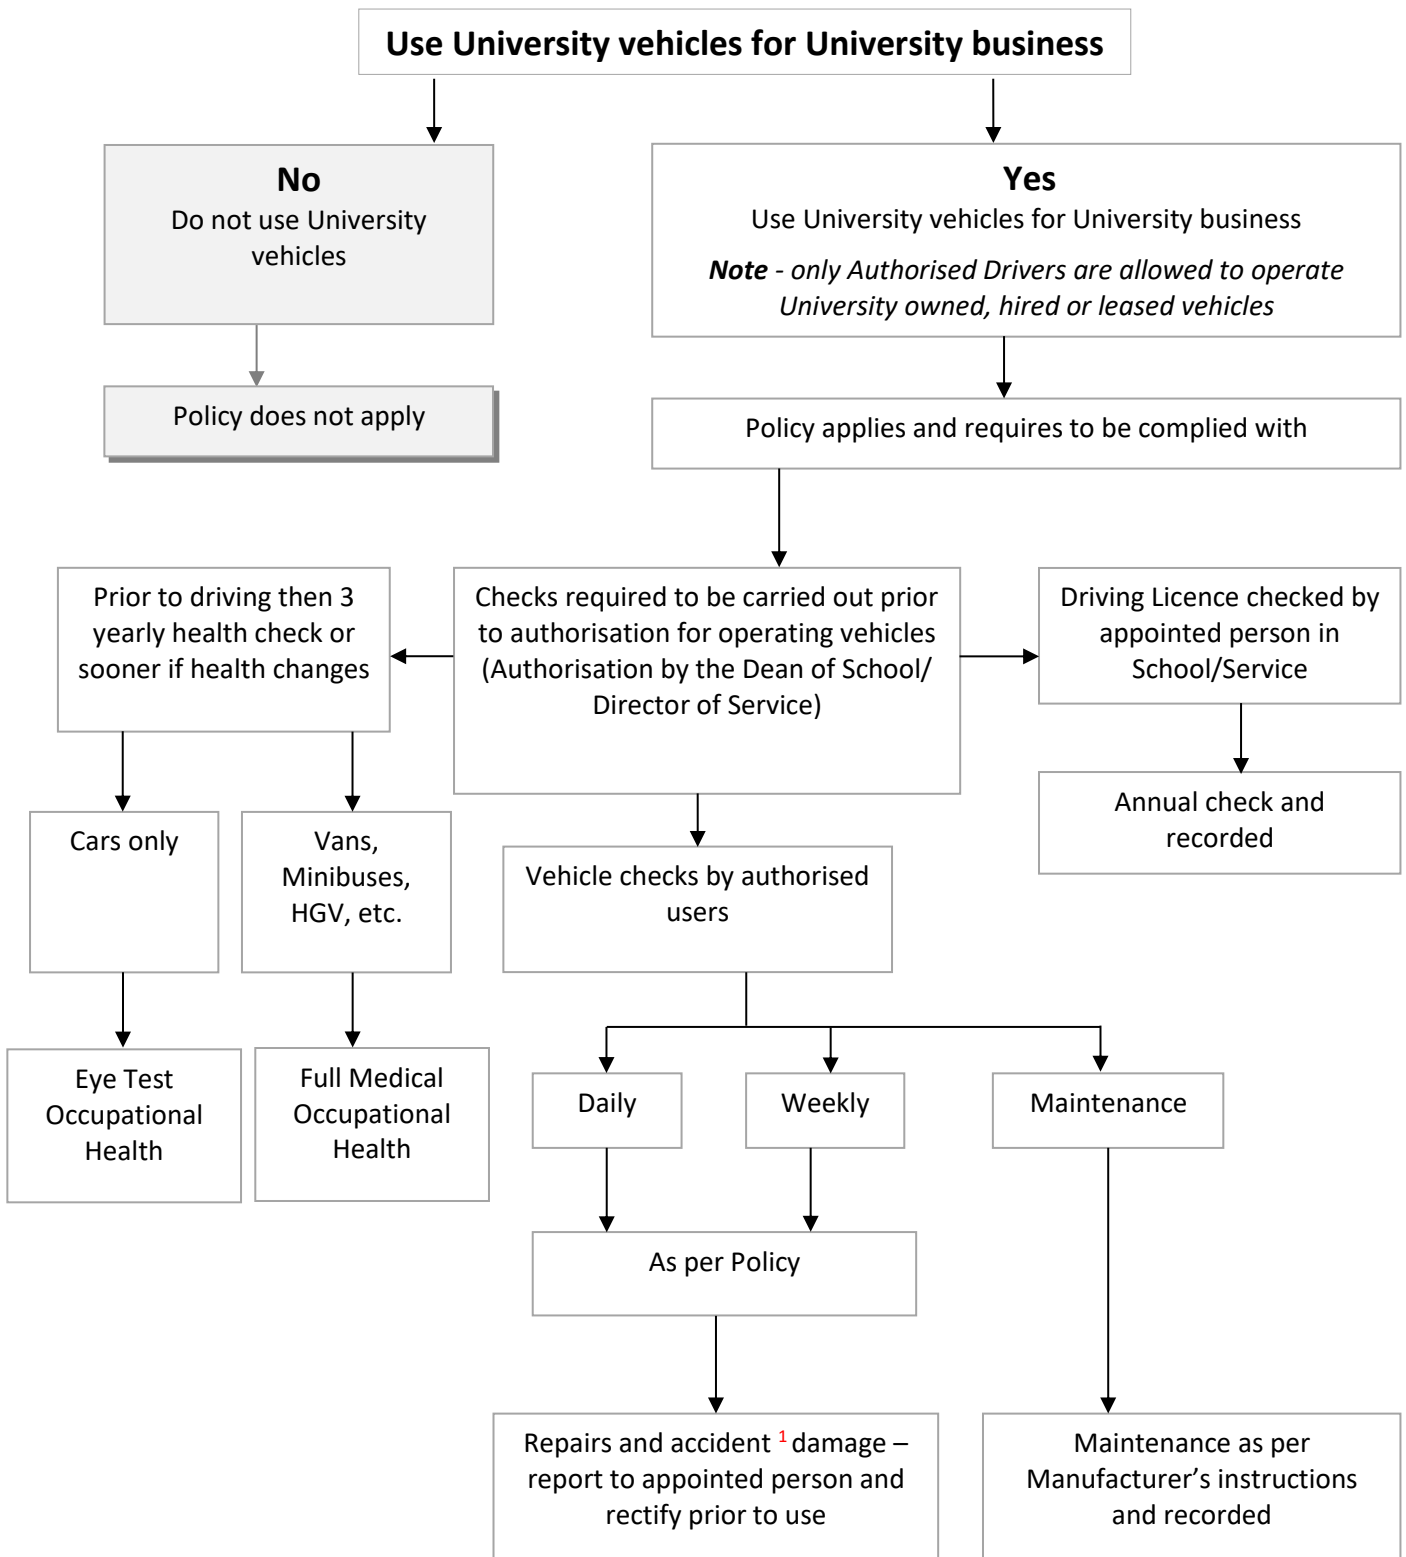 Use University vehicles for University business
No
Do not use University
vehicles
Yes
Use University vehicles for University business
Note - only Authorised Drivers are allowed to operate
University owned, hired or leased vehicles
Policy does not apply
Policy applies and requires to be complied with
Prior to driving then 3
yearly health check or
sooner if health changes
Checks required to be carried out prior
to authorisation for operating vehicles
(Authorisation by the Dean of School/
Director of Service)
Driving Licence checked by
appointed person in
School/Service
Annual check and
recorded
Cars only
Vans,
Minibuses,
HGV, etc.
Vehicle checks by authorised
users
Eye Test
Occupational
Health
Full Medical
Occupational
Health
Daily
Weekly
Maintenance
As per Policy
Repairs and accident 1 damage –
report to appointed person and
rectify prior to use
Maintenance as per
Manufacturer’s instructions
and recorded